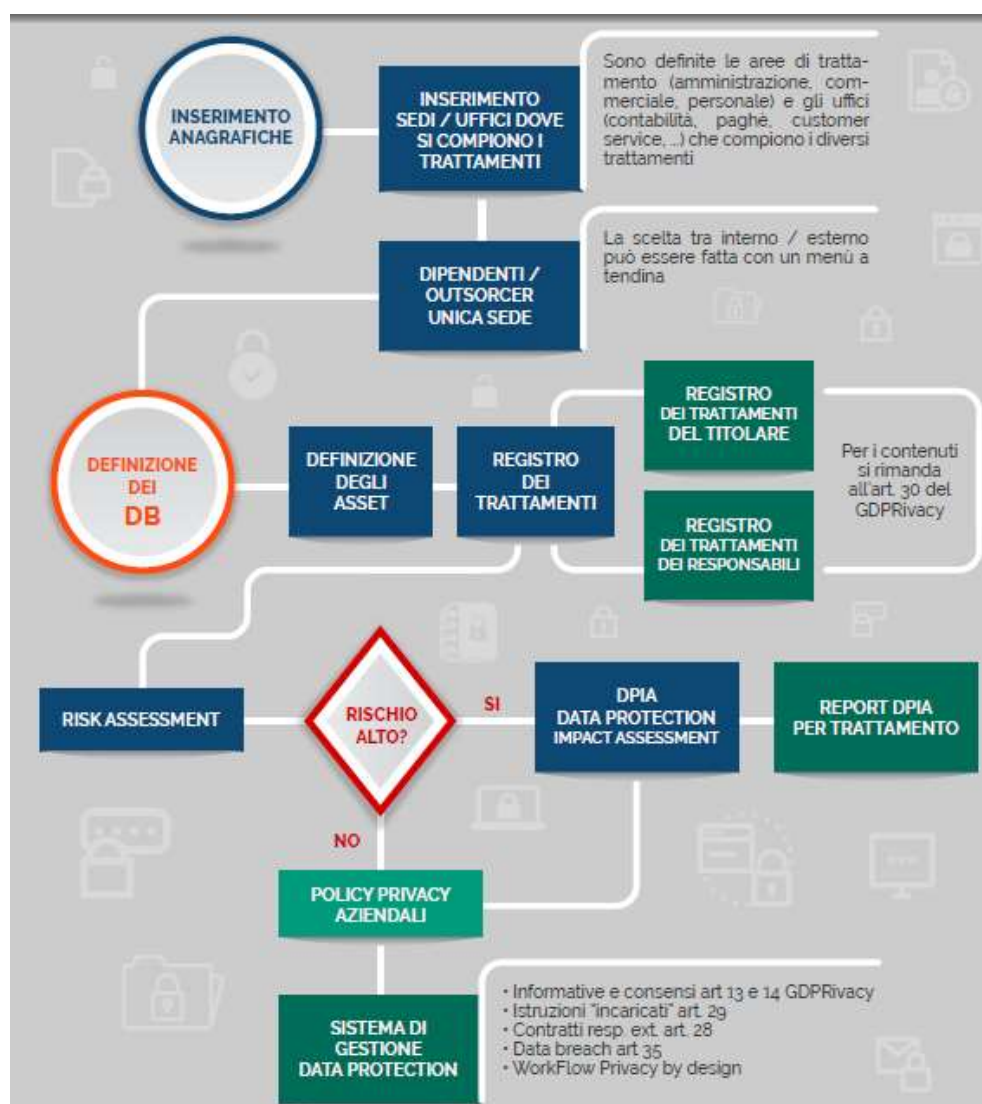 INSERIMENTO
ANAGRAFICHE
INSERIMENTO
SEDI / UFFICI DOVE
SI COMPIONO I
TRATTAMENTI
Sono definite le aree di tratta-
mento (amministrazione, com-
merciale, personale) e gli uffici
(contabilità, paghe, customer
service, ...) che compiono i diversi
trattamenti
DIPENDENTI /
OUTSORCER
UNICA SEDE
La scelta tra interno / esterno
può essere fatta con un menù a
tendina
DEFINIZIONE
DEI
DB
DEFINIZIONE
DEGLI
ASSET
REGISTRO
DEI
TRATTAMENTI
REGISTRO
DEI TRATTAMENTI
DEL TITOLARE
REGISTRO
DEI TRATTAMENTI
DEI RESPONSABILI
Per i contenuti
si rimanda
all'art. 30 del
GDPRivacy
RISK ASSESSMENT
RISCHIO
ALTO?
SI
DPIA
DATA PROTECTION
IMPACT ASSESSMENT
REPORT DPIA
PER TRATTAMENTO
NO
POLICY PRIVACY
AZIENDALI
SISTEMA DI
GESTIONE
DATA PROTECTION
• Informative e consensi art 13 e 14 GDPRivacy
• Istruzioni "incaricati" art. 29
• Contratti resp. ext. art. 28
• Data breach art 35
• WorkFlow Privacy by design